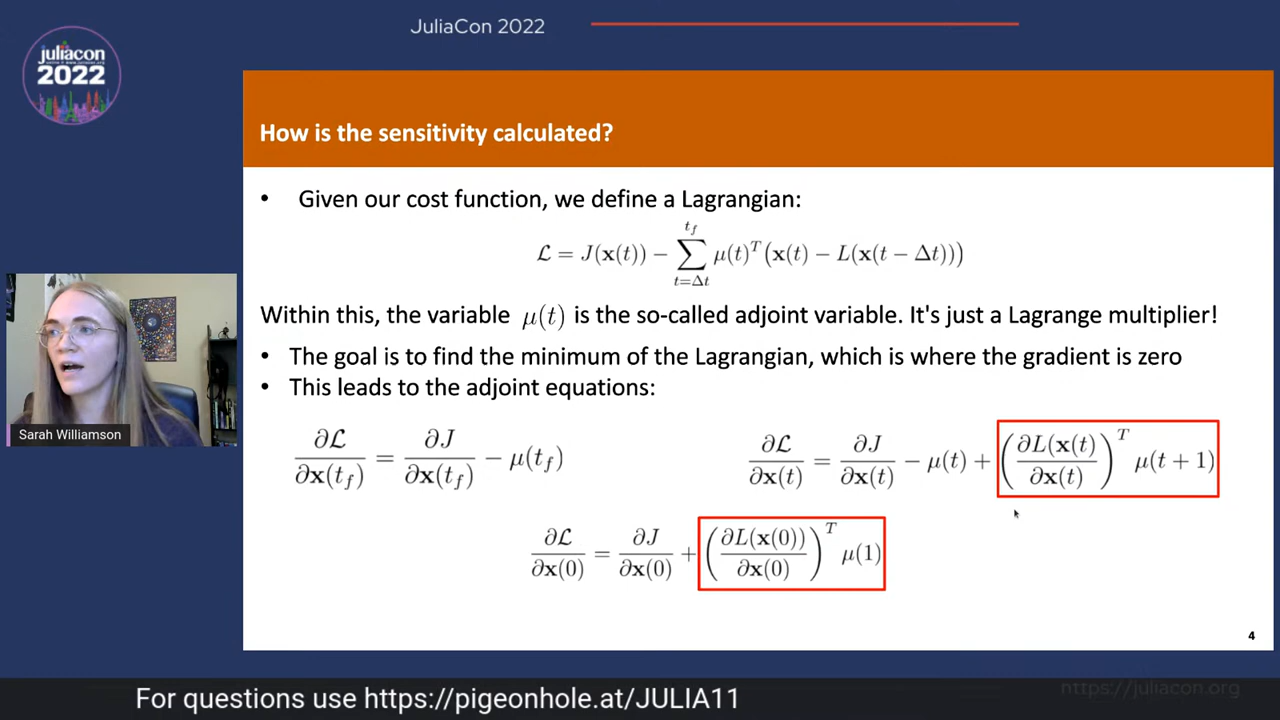 JuliaCon 2022
juliacon
2022
How is the sensitivity calculated?
• Given our cost function, we define a Lagrangian:
ℒ = J(x(t)) − ∑_{t=Δt}^{t_f} μ(t)^T (x(t) − L(x(t − Δt)))
Within this, the variable μ(t) is the so-called adjoint variable. It's just a Lagrange multiplier!
• The goal is to find the minimum of the Lagrangian, which is where the gradient is zero
• This leads to the adjoint equations:
∂ℒ/∂x(t_f) = ∂J/∂x(t_f) − μ(t_f)
∂ℒ/∂x(t) = ∂J/∂x(t) − μ(t) + (∂L(x(t)/∂x(t))^T μ(t + 1)
∂ℒ/∂x(0) = ∂J/∂x(0) + (∂L(x(0))/∂x(0))^T μ(1)
Sarah Williamson
4
For questions use https://pigeonhole.at/JULIA11
https://juliacon.org